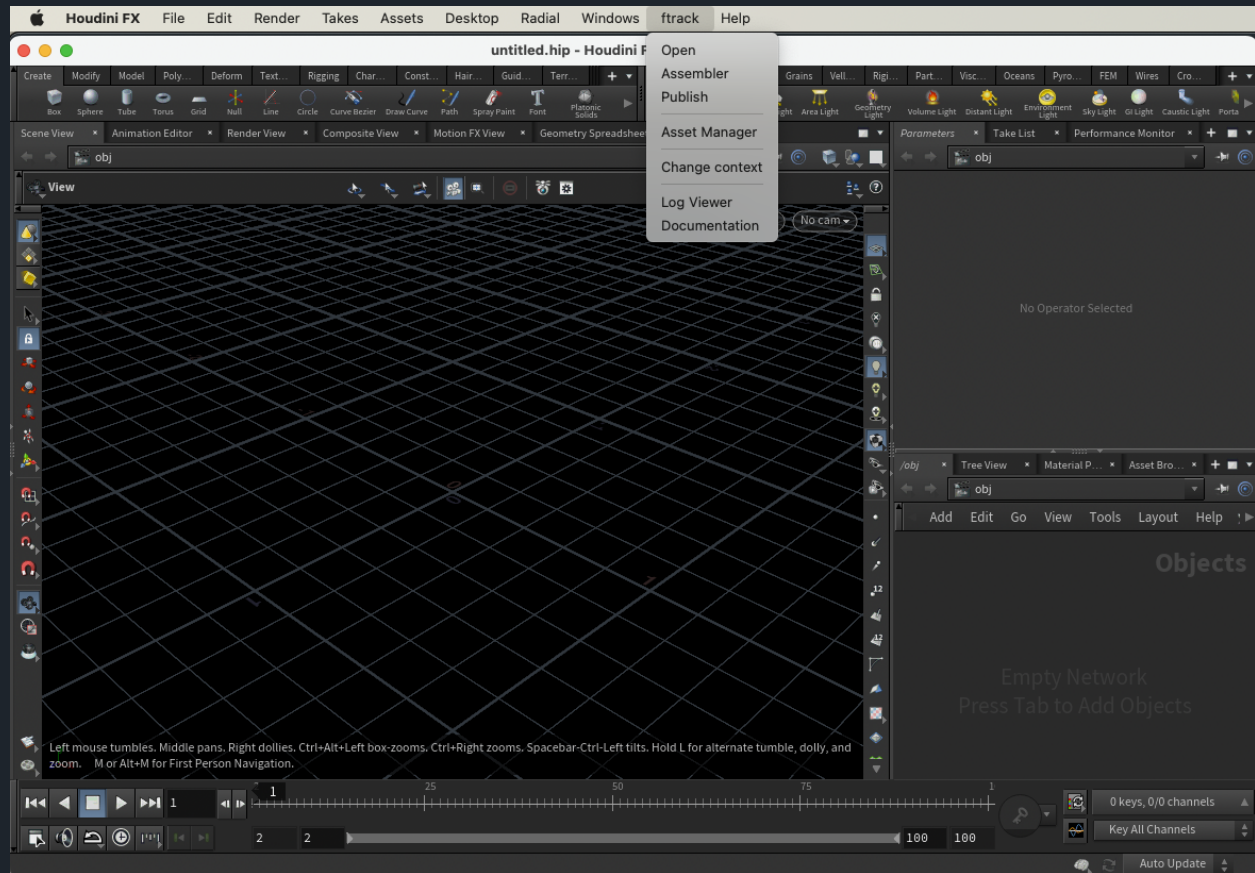 Houdini FX File Edit Render Takes Assets Desktop Radial Windows ftrack Help
untitled.hip - Houdini F
Open
Assembler
Publish
Asset Manager
Change context
Log Viewer
Documentation
Create Modify Model Poly... Deform Text... Rigging Char... Const... Hair... Guid... Terr... Grains Vell... Rigi... Part... Visc... Oceans Pyro... FEM Wires Cro...
Box Sphere Tube Torus Grid Null Line Circle Curve Bezier Draw Curve Path Spray Paint Font Platonic Solids ght Area Light Geometry Light Volume Light Distant Light Environment Light Sky Light GI Light Caustic Light Porta
Scene View Animation Editor Render View Composite View Motion FX View Geometry Spreadsheet Parameters Take List Performance Monitor
obj
obj
View
No cam
No Operator Selected
12
12
/obj Tree View Material P... Asset Bro...
obj
Add Edit Go View Tools Layout Help
Objects
Empty Network
Press Tab to Add Objects
Left mouse tumbles. Middle pans. Right dollies. Ctrl+Alt+Left box-zooms. Ctrl+Right zooms. Spacebar-Ctrl-Left tilts. Hold L for alternate tumble, dolly, and
zoom. M or Alt+M for First Person Navigation.
1 1 25 50 75 1
0 keys, 0/0 channels
2 2 100 100
Key All Channels
Auto Update